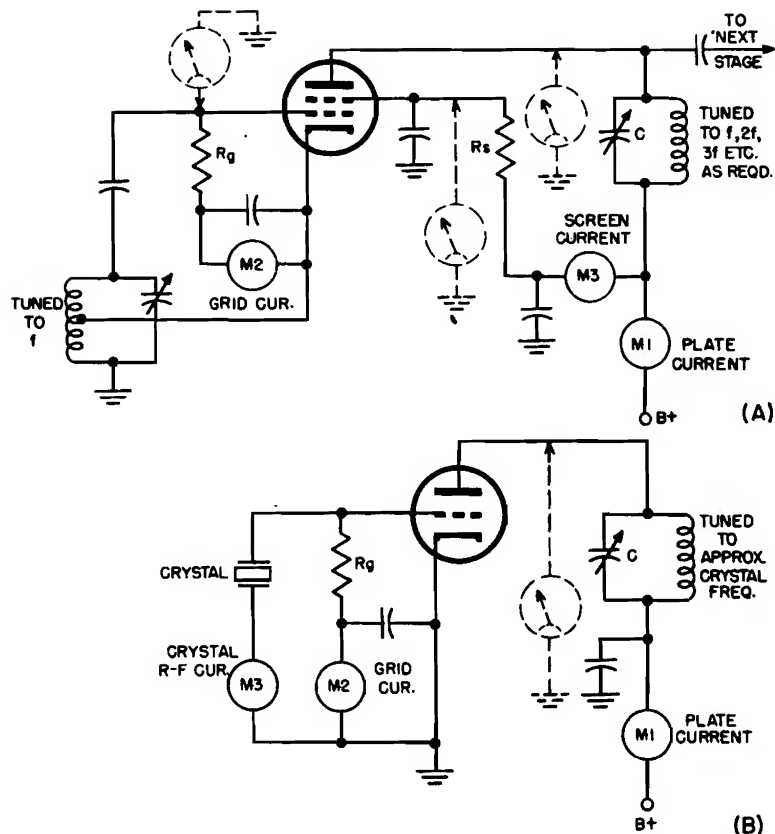 TO
NEXT
STAGE
Rg
Rs
C
TUNED
TO f, 2f,
3f ETC.
AS REQD.
SCREEN
CURRENT
M2
GRID CUR.
M3
TUNED
TO
f
M1
PLATE
CURRENT
B+
(A)
CRYSTAL
Rg
C
TUNED
TO
APPROX.
CRYSTAL
FREQ.
CRYSTAL
R-F CUR.
M3
M2
GRID
CUR.
M1
PLATE
CURRENT
B+
(B)